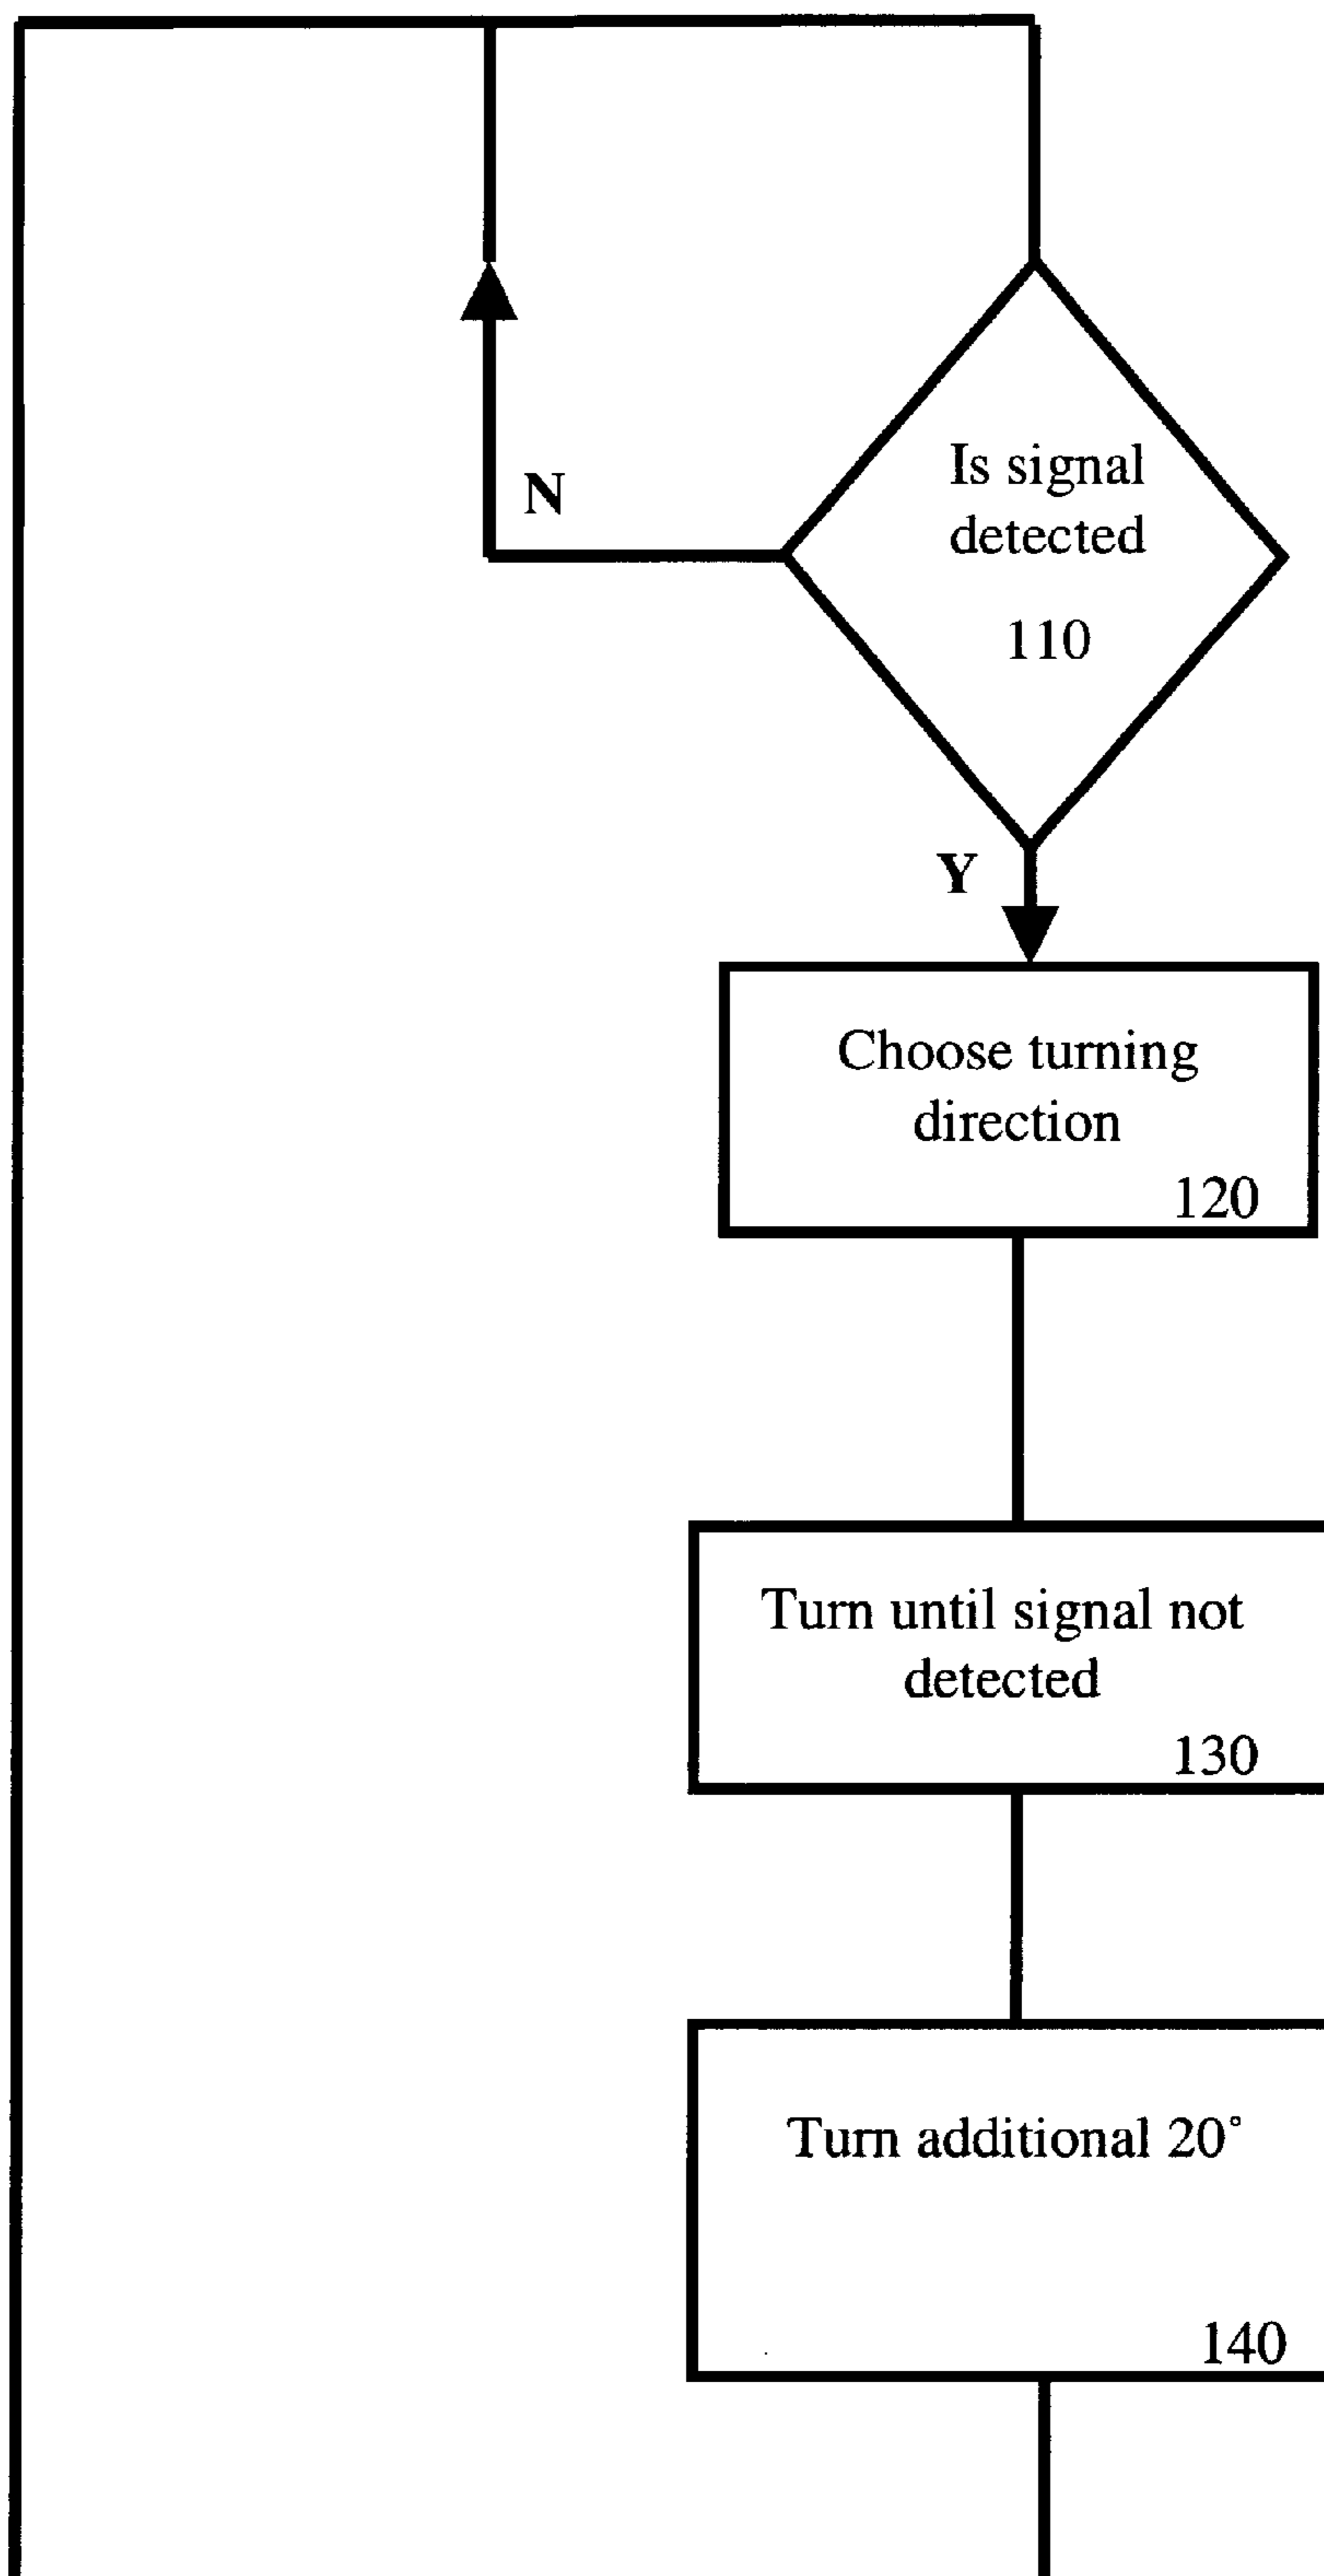 Is signal
detected
110
N
Y
Choose turning
direction
120
Turn until signal not
detected
130
Turn additional 20°
140